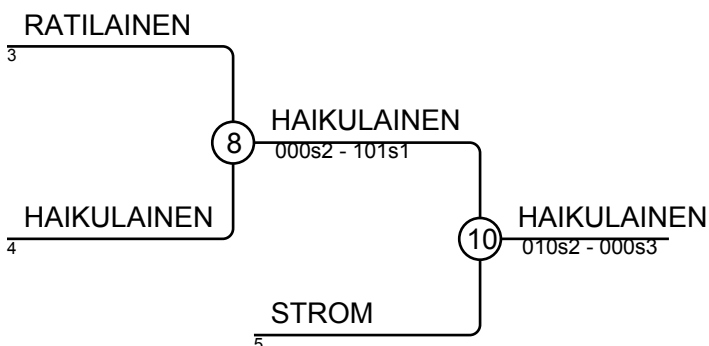 RATILAINEN
3
8
HAIKULAINEN
000s2 - 101s1
HAIKULAINEN
4
10
HAIKULAINEN
010s2 - 000s3
STROM
5